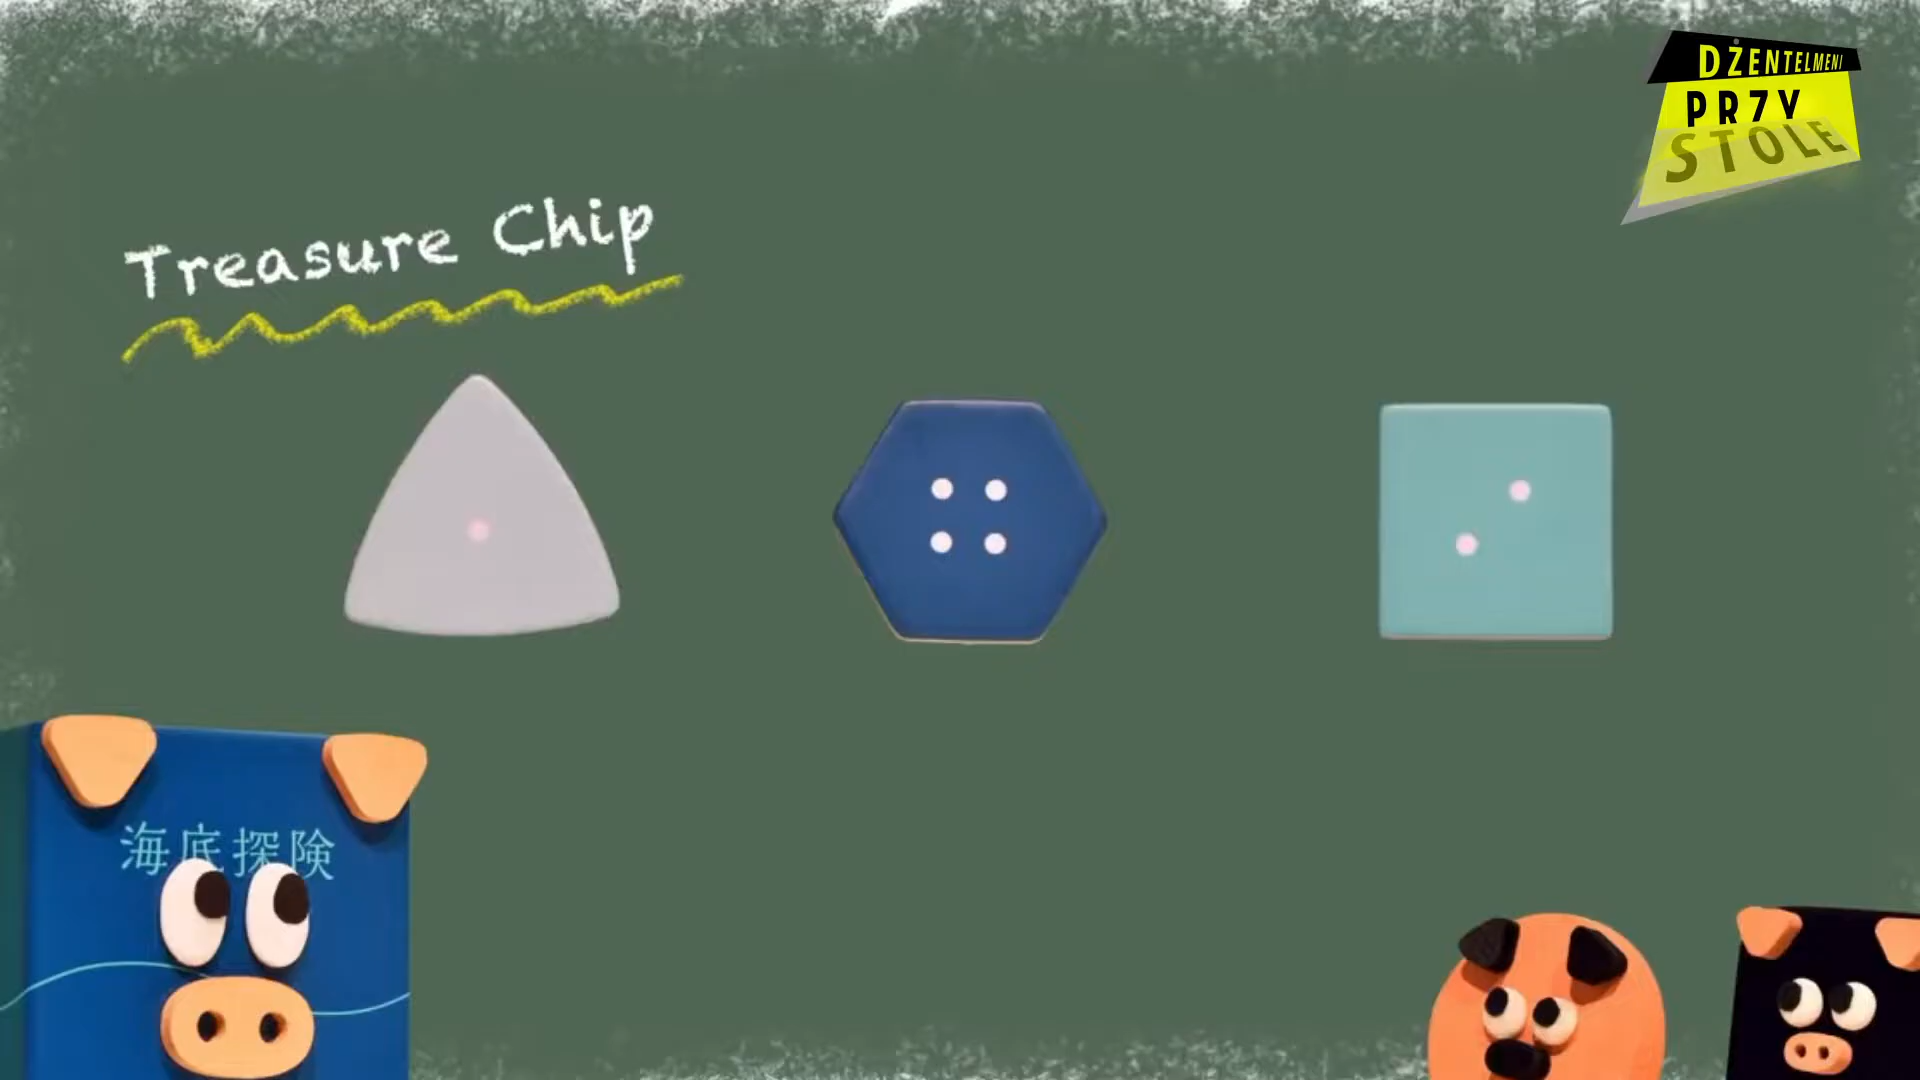 DŻENTELMENI
PRZY
STOLE
Treasure Chip
海底探険